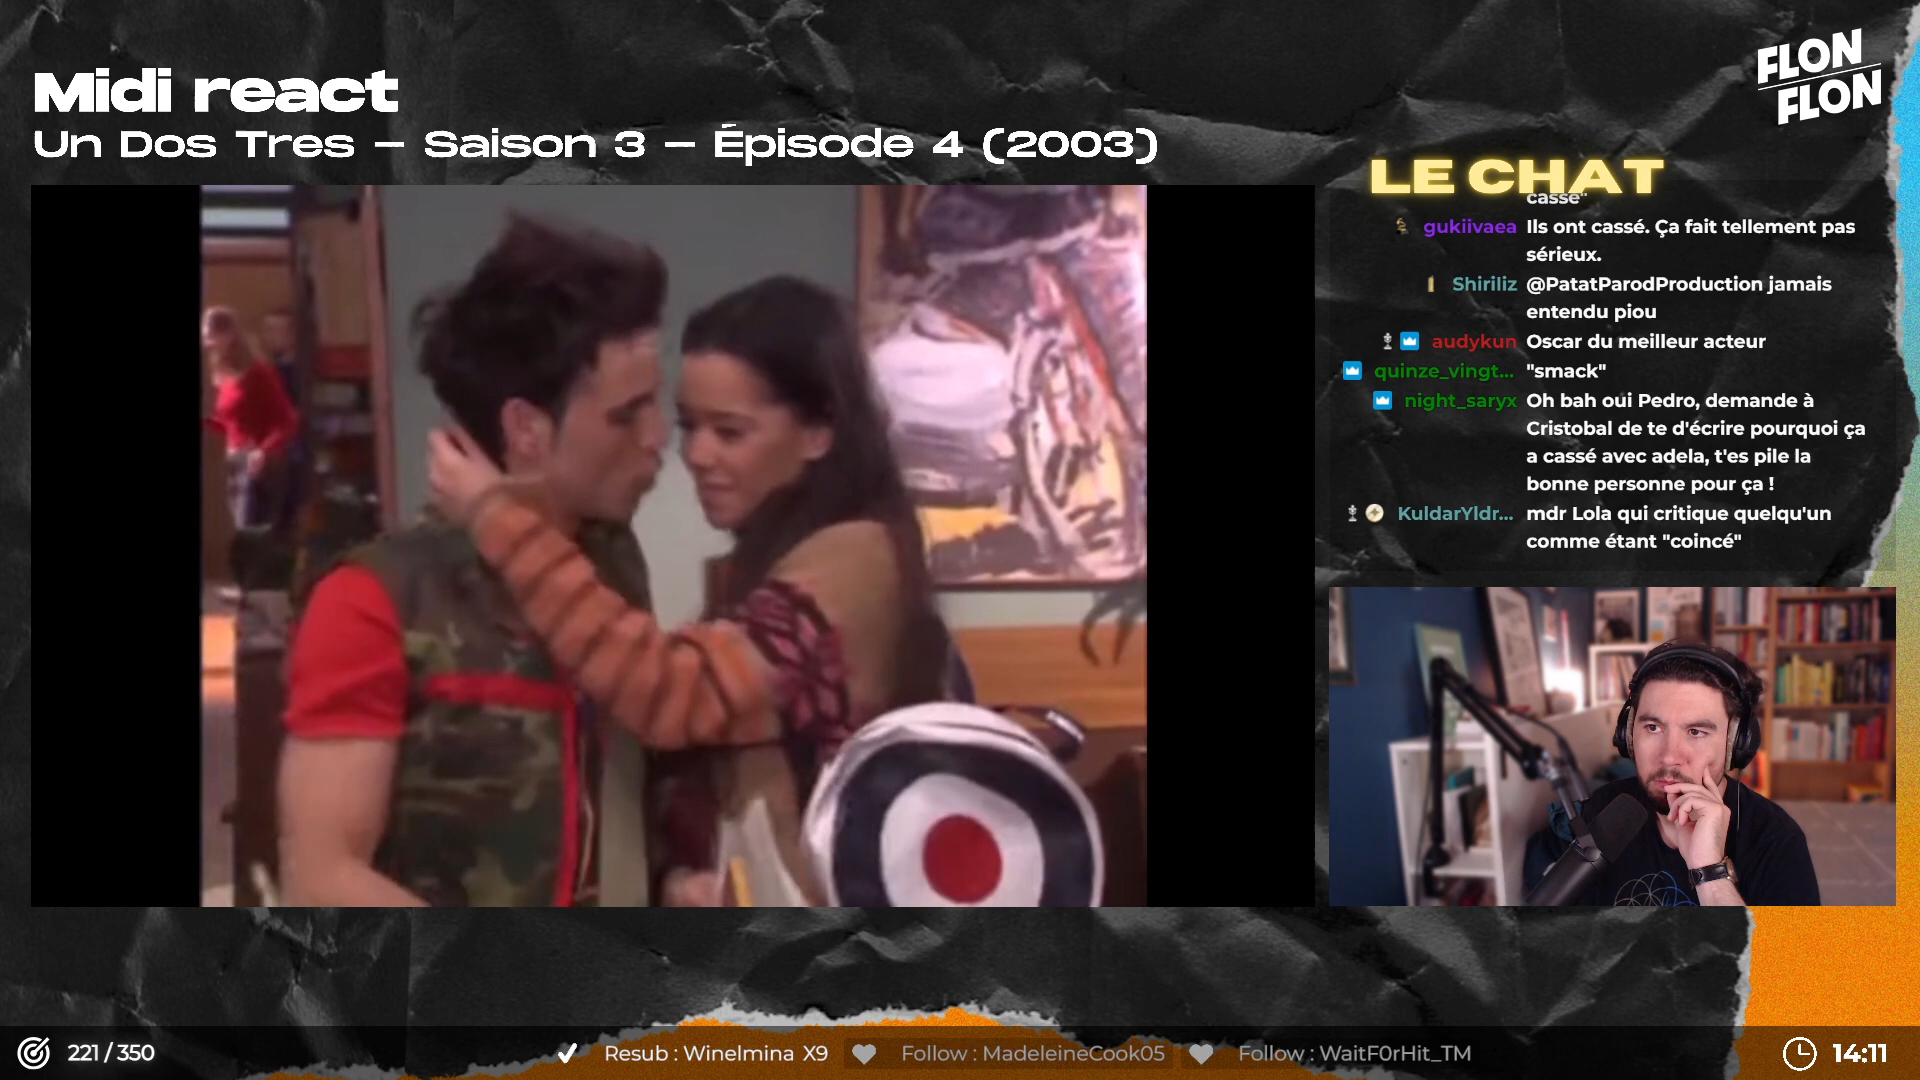 Midi react
Un Dos Tres – Saison 3 – Épisode 4 (2003)
FLON
FLON
LE CHAT
cassé"
gukiivaea Ils ont cassé. Ça fait tellement pas
sérieux.
Shiriliz @PatatParodProduction jamais
entendu piou
audykun Oscar du meilleur acteur
quinze_vingt... "smack"
night_saryx Oh bah oui Pedro, demande à
Cristobal de te d'écrire pourquoi ça
a cassé avec adela, t'es pile la
bonne personne pour ça !
KuldarYldr... mdr Lola qui critique quelqu'un
comme étant "coincé"
221 / 350
Resub : Winelmina X9
Follow : MadeleineCook05
Follow : WaitF0rHit_TM
14:11